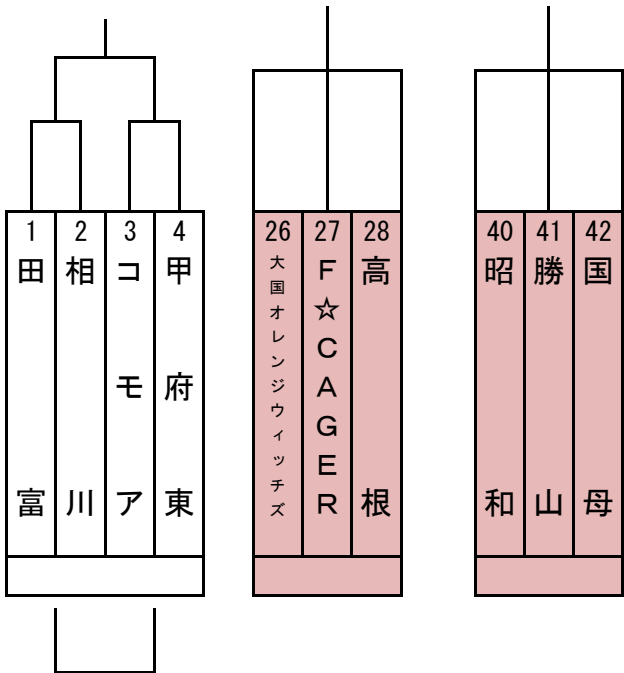 1 田富
2 相川
3 コモア
4 甲府東
26 大国オレンジウィッチズ
27 F☆CAGER
28 高根
40 昭和
41 勝山
42 国母